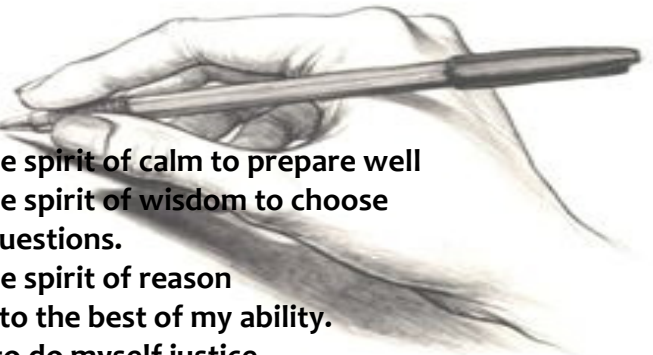 e spirit of calm to prepare well
e spirit of wisdom to choose
uestions.
e spirit of reason
to the best of my ability.
to do myself justice